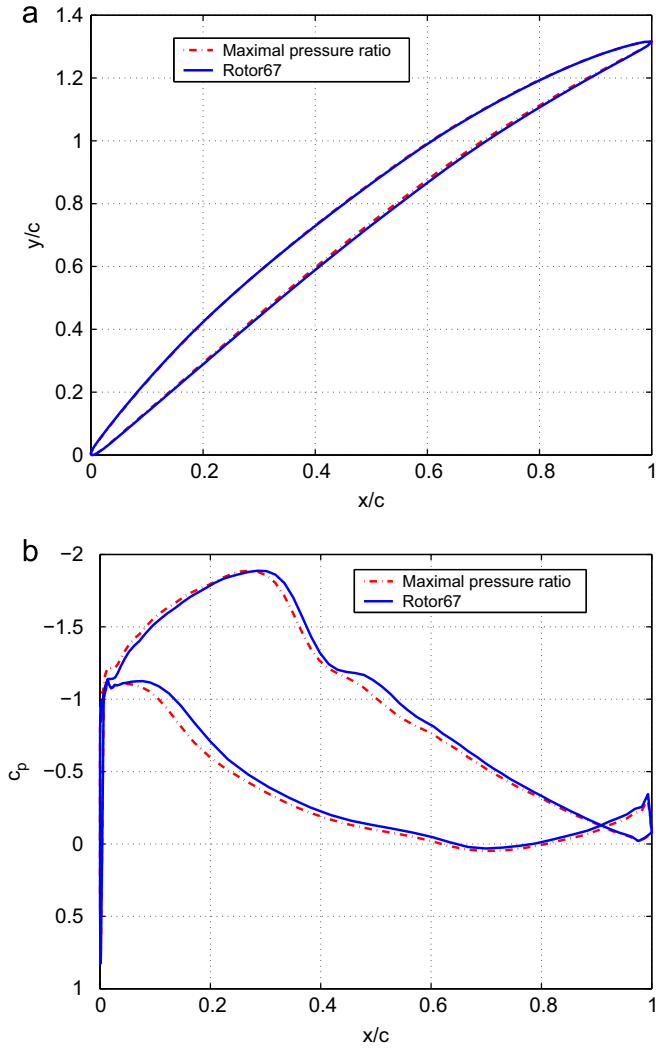 a
1.4
1.2
1
0.8
0.6
0.4
0.2
0
y/c
Maximal pressure ratio
Rotor67
0 0.2 0.4 0.6 0.8 1
x/c
b
−2
−1.5
−1
−0.5
0
0.5
1
c_p
Maximal pressure ratio
Rotor67
0 0.2 0.4 0.6 0.8 1
x/c